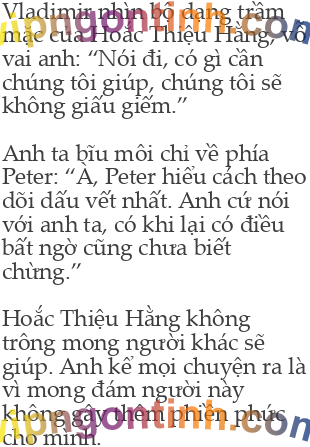 Vladimir nhìn bộ dạng trầm
mặc của Hoắc Thiệu Hằng, vỗ
vai anh: “Nói đi, có gì cần
chúng tôi giúp, chúng tôi sẽ
không giấu giếm.”
Anh ta bĩu môi chỉ về phía
Peter: “À, Peter hiểu cách theo
dõi dấu vết nhất. Anh cứ nói
với anh ta, có khi lại có điều
bất ngờ cũng chưa biết
chừng.”
Hoắc Thiệu Hằng không
trông mong người khác sẽ
giúp. Anh kể mọi chuyện ra là
vì mong đám người này
không gây thêm phiền phức
cho mình.
vipngontinh.com
vipngontinh.com